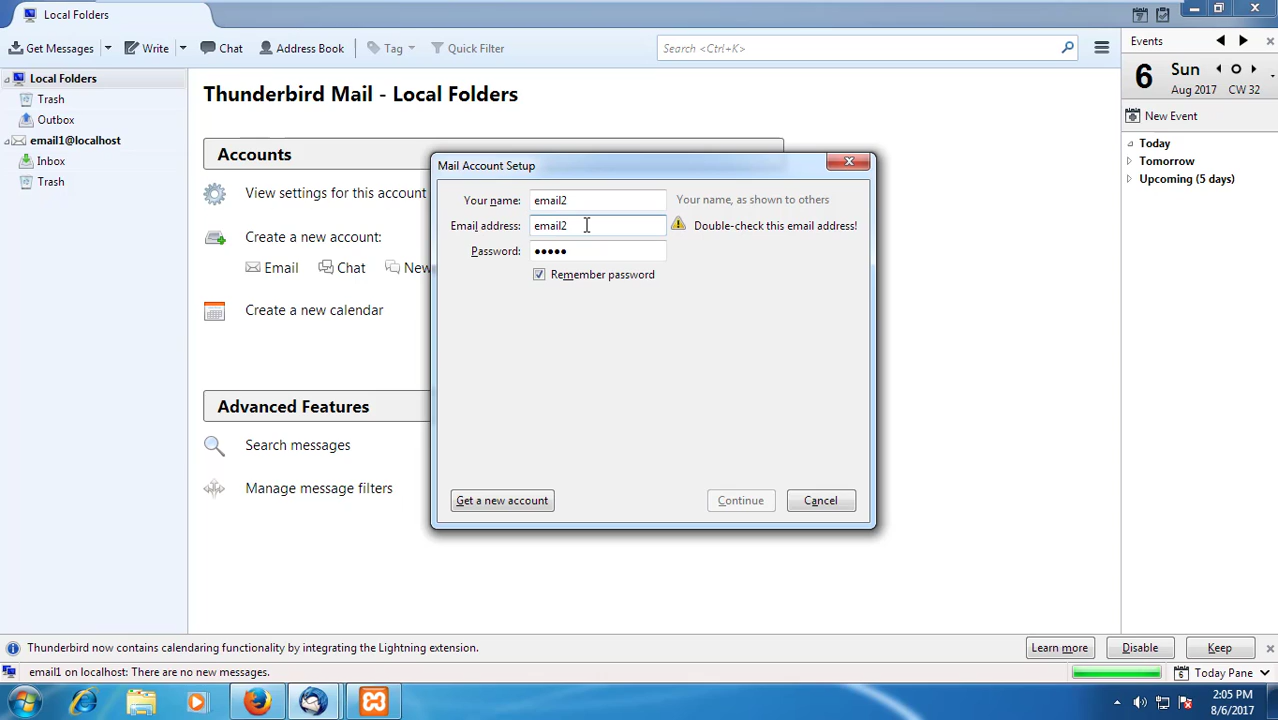 Local Folders
Get Messages Write Chat Address Book Tag Quick Filter Search <Ctrl+K>
Events
6 Sun
Aug 2017 CW 32
New Event
Today
Tomorrow
Upcoming (5 days)
Local Folders
Trash
Outbox
email1@localhost
Inbox
Trash
Thunderbird Mail - Local Folders
Accounts
View settings for this account
Create a new account:
Email Chat New
Create a new calendar
Advanced Features
Search messages
Manage message filters
Mail Account Setup
Your name: email2 Your name, as shown to others
Email address: email2 Double-check this email address!
Password: •••••
Remember password
Get a new account Continue Cancel
Thunderbird now contains calendaring functionality by integrating the Lightning extension. Learn more Disable Keep
email1 on localhost: There are no new messages. Today Pane
2:05 PM
8/6/2017